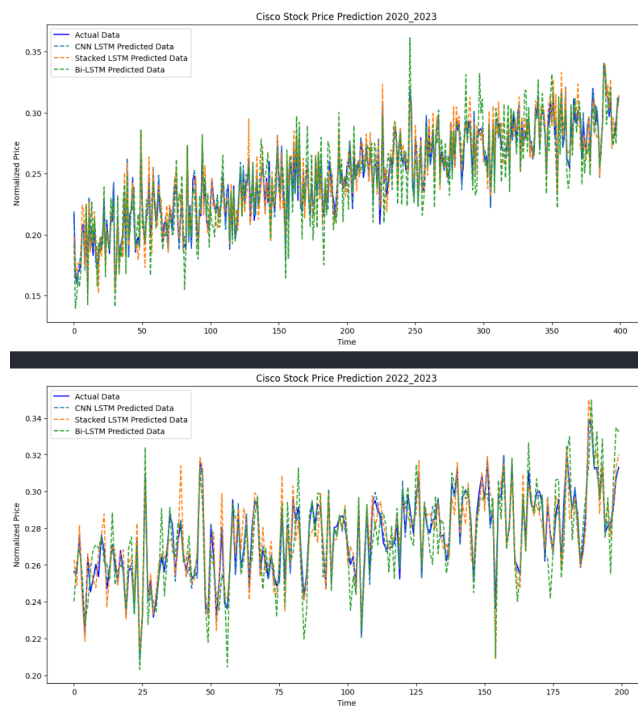 Cisco Stock Price Prediction 2020_2023
Actual Data
CNN LSTM Predicted Data
Stacked LSTM Predicted Data
Bi-LSTM Predicted Data
Normalized Price
0.35
0.30
0.25
0.20
0.15
0 50 100 150 200 250 300 350 400
Time
Cisco Stock Price Prediction 2022_2023
Actual Data
CNN LSTM Predicted Data
Stacked LSTM Predicted Data
Bi-LSTM Predicted Data
Normalized Price
0.34
0.32
0.30
0.28
0.26
0.24
0.22
0.20
0 25 50 75 100 125 150 175 200
Time